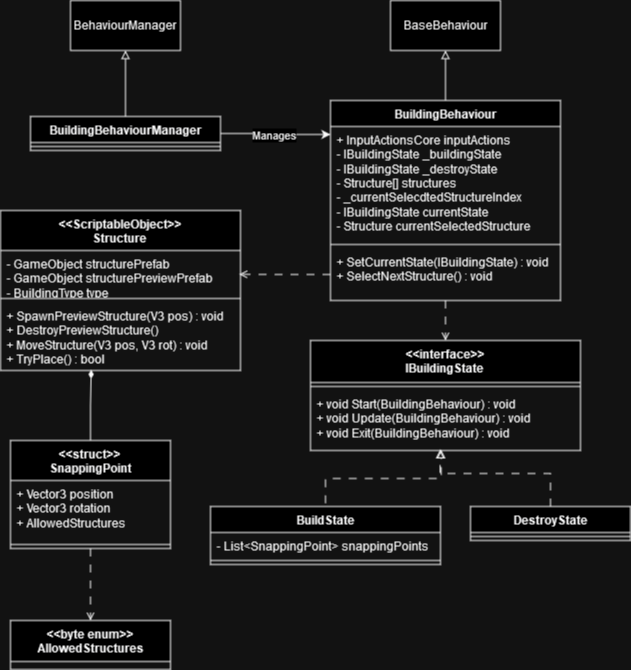 BehaviourManager
BaseBehaviour
BuildingBehaviourManager
Manages
BuildingBehaviour
+ InputActionsCore inputActions
- IBuildingState _buildingState
- IBuildingState _destroyState
- Structure[] structures
- _currentSelecdtedStructureIndex
- IBuildingState currentState
- Structure currentSelectedStructure
+ SetCurrentState(IBuildingState) : void
+ SelectNextStructure() : void
<<ScriptableObject>>
Structure
- GameObject structurePrefab
- GameObject structurePreviewPrefab
- BuildingType type
+ SpawnPreviewStructure(V3 pos) : void
+ DestroyPreviewStructure()
+ MoveStructure(V3 pos, V3 rot) : void
+ TryPlace() : bool
<<interface>>
IBuildingState
+ void Start(BuildingBehaviour) : void
+ void Update(BuildingBehaviour) : void
+ void Exit(BuildingBehaviour) : void
<<struct>>
SnappingPoint
+ Vector3 position
+ Vector3 rotation
+ AllowedStructures
BuildState
- List<SnappingPoint> snappingPoints
DestroyState
<<byte enum>>
AllowedStructures